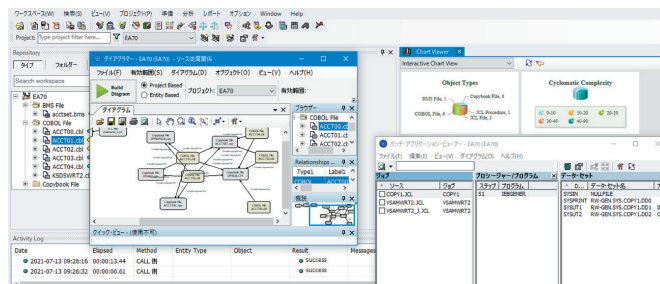 ワークスペース(W) 検索(S) ビュー(V) プロジェクト(P) 準備 分析 レポート オプション Window Help
Project Type project filter here... EA70
Repository
タイプ フォルダー
Search workspace
EA70
BMS File
acctset.bms
COBOL File
ACCT00.cbl
ACCT01.cbl
ACCT02.cbl
ACCT03.cbl
ACCT04.cbl
KSDSVRT2.cbl
Copybook File
ダイアグラマー - EA70 (EA70) - ソース従属関係
ファイル(F) 有効範囲(S) ダイアグラム(D) オブジェクト(O) ビュー(V) ヘルプ(H)
Build Diagram
Project Based
Entity Based
プロジェクト: EA70
有効範囲:
ダイアグラム
ブラウザー
COBOL File
ACCT00.cl
ACCT01.cl
ACCT02.c
Relationships ...
Type1 Label1
COBOL ACCT00
概観
クイック・ビュー - (使用不可)
Chart Viewer
Interactive Chart View
Object Types
BMS File, 1
Copybook File, 8
COBOL File, 6
JCL Procedure, 1
JCL File, 3
Cyclomatic Complexity
0-10 10-20 20-30
30-40 40-80
バッチ・アプリケーション・ビューアー - EA70 (EA70)
ファイル(F) 編集(E) ビュー(V) ダイアグラム(D) ヘルプ(H)
ジョブ
ソース ジョブ
COPY1.JCL COPY1
VSAMWRT2.JCL VSAMWRT2
VSAMWRT2_1.JCL VSAMWRT2
プロシージャー/プログラム
ステップ プログラム
S1 IEBGENER
データ・セット
D... データ・セット名
SYSIN NULLFILE
SYSPRINT RW-GEN.SYS.COPY1.DD0
SYSUT1 RW-GEN.SYS.COPY1.DD1
SYSUT2 RW-GEN.SYS.COPY1.DD2
Activity Log
Date Elapsed Method Entity Type Object Result Messages
2021-07-13 09:26:16 00:00:13.44 CALL 例 SUCCESS
2021-07-13 09:26:32 00:00:00.61 CALL 例 SUCCESS